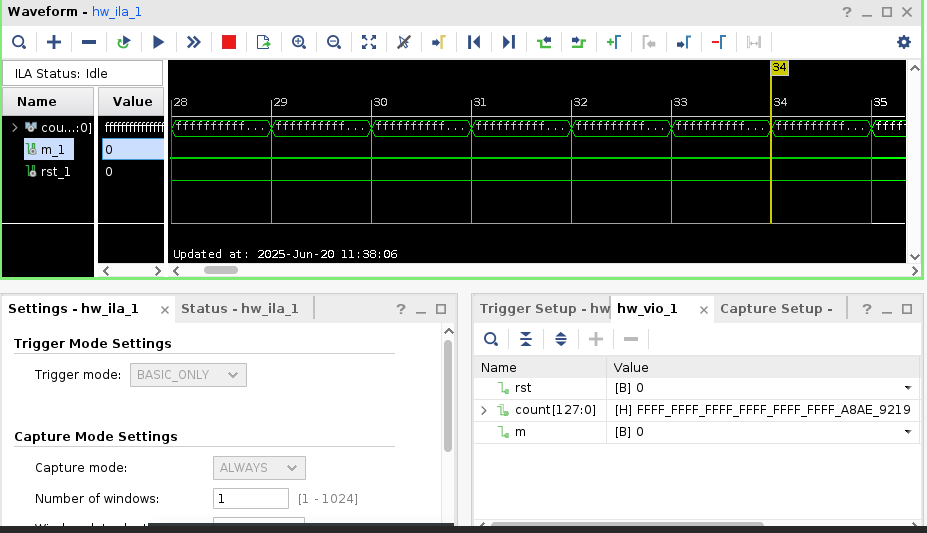 Waveform - hw_ila_1
ILA Status: Idle
34
Name Value
28 29 30 31 32 33 34 35
cou...:0] ffffffffffffff ffffffffff... ffffffffff... ffffffffff... ffffffffff... ffffffffff... ffffffffff... ffffffffff... ffff
m_1 0
rst_1 0
Updated at: 2025-Jun-20 11:38:06
Settings - hw_ila_1 Status - hw_ila_1
Trigger Mode Settings
Trigger mode: BASIC_ONLY
Capture Mode Settings
Capture mode: ALWAYS
Number of windows: 1 [1 - 1024]
Trigger Setup - hw hw_vio_1 Capture Setup -
Name Value
rst [B] 0
count[127:0] [H] FFFF_FFFF_FFFF_FFFF_FFFF_FFFF_A8AE_9219
m [B] 0